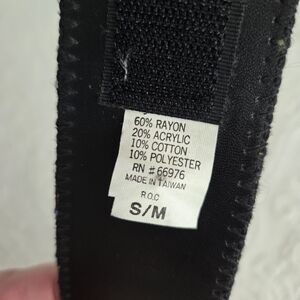 60% RAYON
20% ACRYLIC
10% COTTON
10% POLYESTER
RN # 66976
MADE IN TAIWAN
R.O.C
S/M